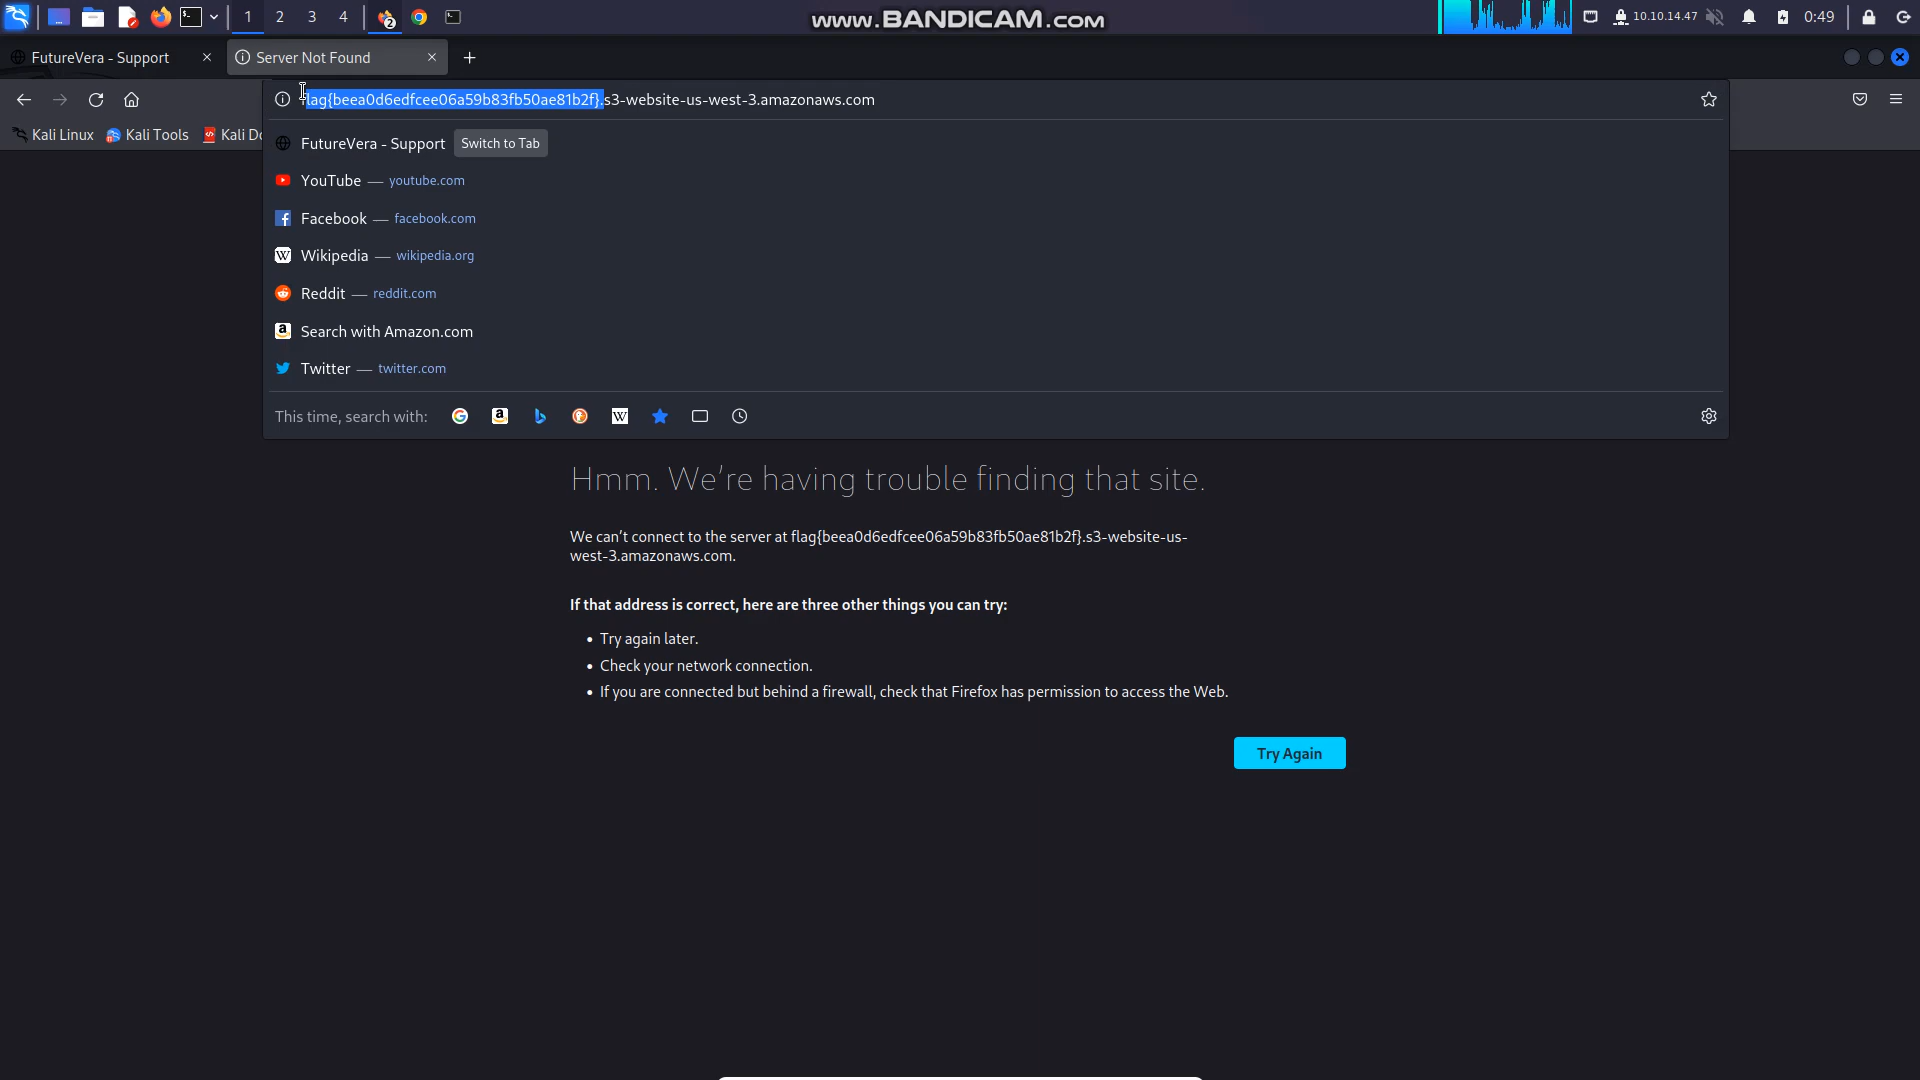 1 2 3 4 2 www.BANDICAM.com 10.10.14.47 0:49
FutureVera - Support Server Not Found
flag{beea0d6edfcee06a59b83fb50ae81b2f}.s3-website-us-west-3.amazonaws.com
Kali Linux Kali Tools Kali Do
FutureVera - Support Switch to Tab
YouTube — youtube.com
Facebook — facebook.com
Wikipedia — wikipedia.org
Reddit — reddit.com
Search with Amazon.com
Twitter — twitter.com
This time, search with:
Hmm. We're having trouble finding that site.
We can't connect to the server at flag{beea0d6edfcee06a59b83fb50ae81b2f}.s3-website-us-
west-3.amazonaws.com.
If that address is correct, here are three other things you can try:
• Try again later.
• Check your network connection.
• If you are connected but behind a firewall, check that Firefox has permission to access the Web.
Try Again